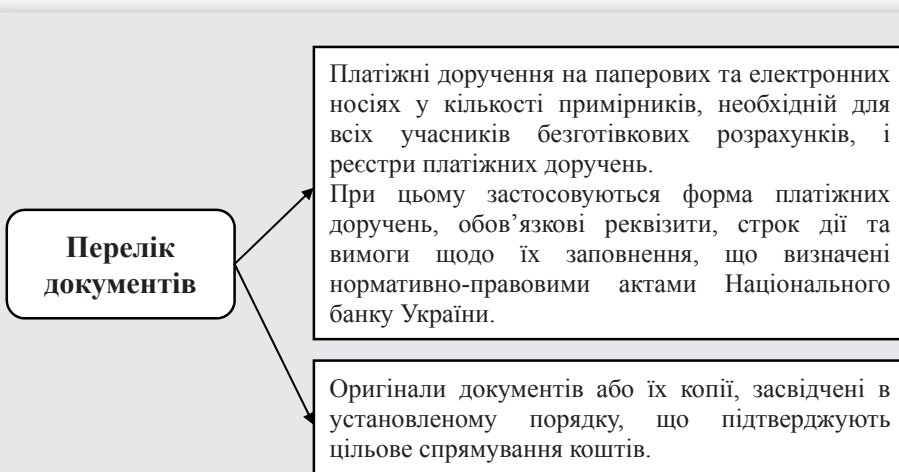 Перелік
документів
Платіжні доручення на паперових та електронних
носіях у кількості примірників, необхідній для
всіх учасників безготівкових розрахунків, і
реєстри платіжних доручень.
При цьому застосовуються форма платіжних
доручень, обов’язкові реквізити, строк дії та
вимоги щодо їх заповнення, що визначені
нормативно-правовими актами Національного
банку України.
Оригінали документів або їх копії, засвідчені в
установленому порядку, що підтверджують
цільове спрямування коштів.